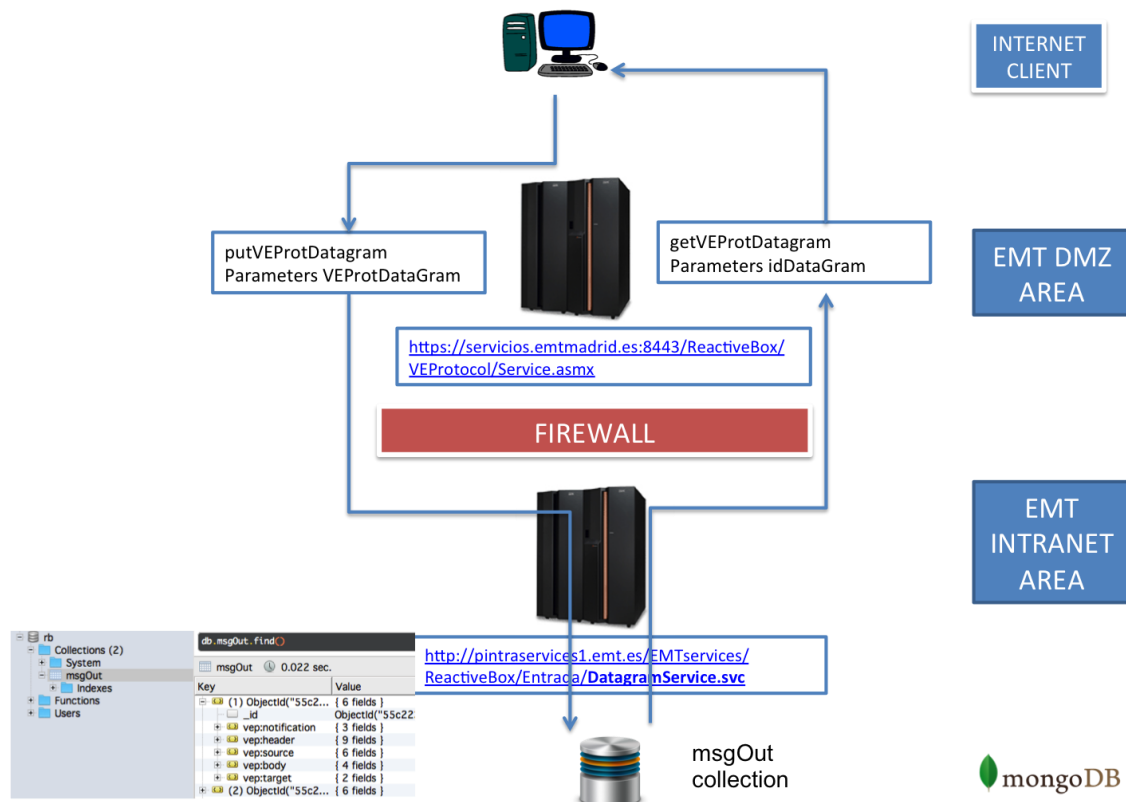 INTERNET
CLIENT
putVEProtDatagram
Parameters VEProtDataGram
getVEProtDatagram
Parameters idDataGram
EMT DMZ
AREA
https://servicios.emtmadrid.es:8443/ReactiveBox/
VEProtocol/Service.asmx
FIREWALL
EMT
INTRANET
AREA
http://pintraservices1.emt.es/EMTservices/
ReactiveBox/Entrada/DatagramService.svc
rb
Collections (2)
System
msgOut
Indexes
Functions
Users
db.msgOut.find()
msgOut 0.022 sec.
Key Value
(1) ObjectId("55c2... { 6 fields }
_id ObjectId("55c22
vep:notification { 3 fields }
vep:header { 9 fields }
vep:source { 6 fields }
vep:body { 4 fields }
vep:target { 2 fields }
(2) ObjectId("55c2... { 6 fields }
msgOut
collection
mongoDB